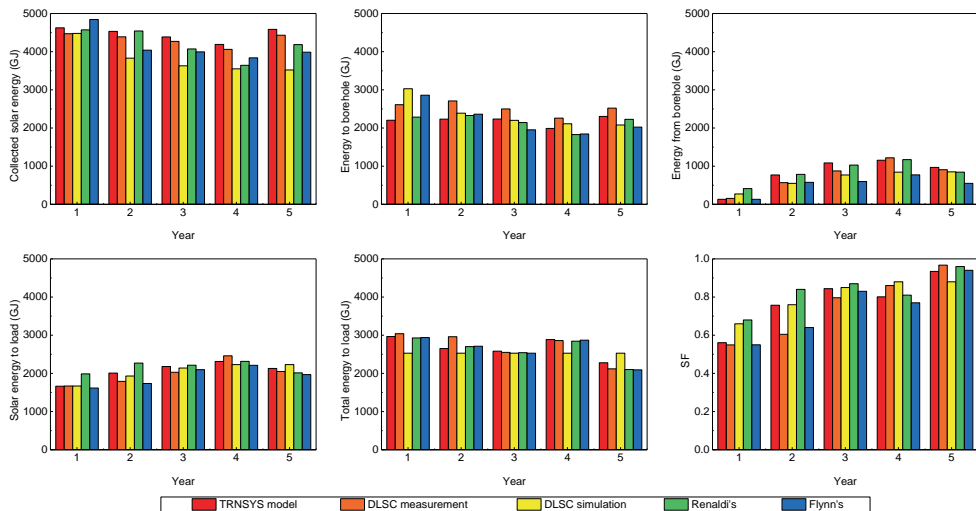 Collected solar energy (GJ)
5000
4000
3000
2000
1000
0
1 2 3 4 5
Year
Energy to borehole (GJ)
5000
4000
3000
2000
1000
0
1 2 3 4 5
Year
Energy from borehole (GJ)
5000
4000
3000
2000
1000
0
1 2 3 4 5
Year
Solar energy to load (GJ)
5000
4000
3000
2000
1000
0
1 2 3 4 5
Year
Total energy to load (GJ)
5000
4000
3000
2000
1000
0
1 2 3 4 5
Year
SF
1.0
0.8
0.6
0.4
0.2
0.0
1 2 3 4 5
Year
TRNSYS model DLSC measurement DLSC simulation Renaldi's Flynn's